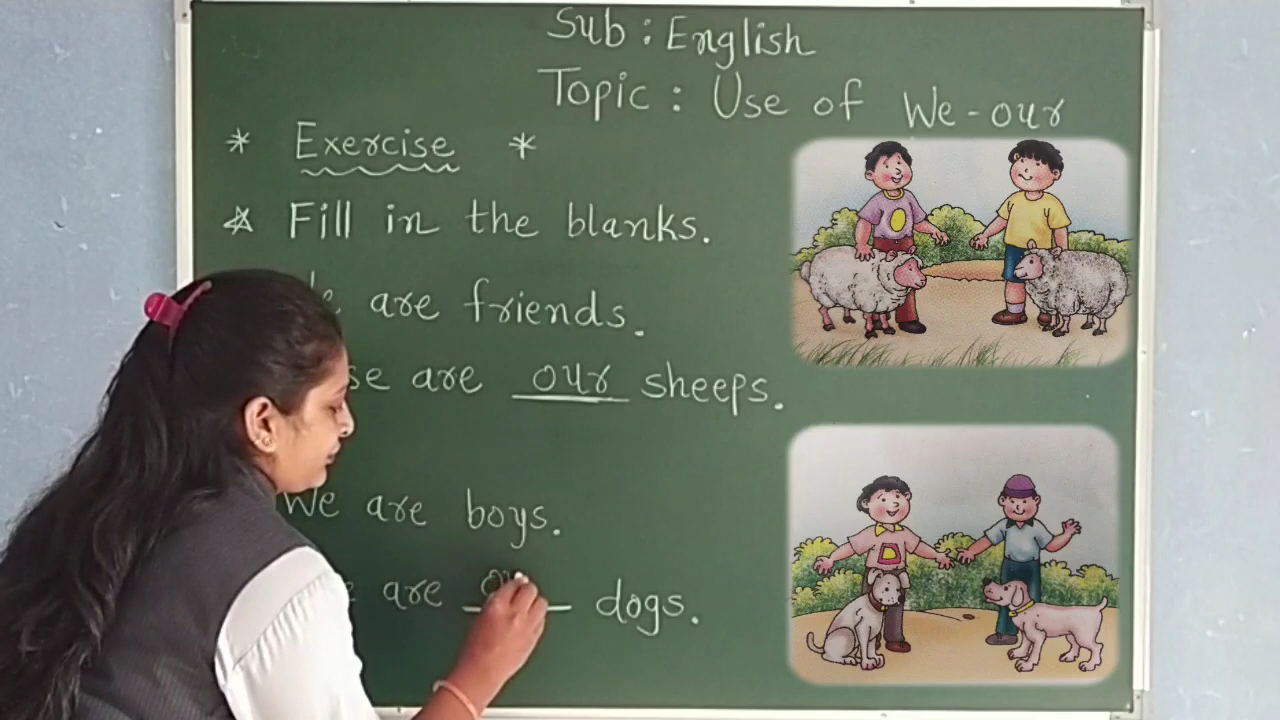 Sub : English
Topic : Use of We - our
* Exercise *
☆ Fill in the blanks.
are friends.
are our sheeps.
We are boys.
are dogs.